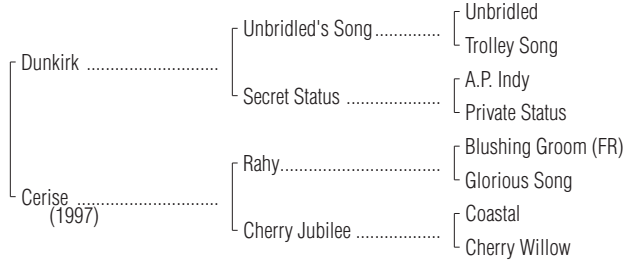 Unbridled
Unbridled's Song..............
Trolley Song
Dunkirk ............................
A.P. Indy
Secret Status ....................
Private Status
Blushing Groom (FR)
Rahy..................................
Glorious Song
Cerise ..............................
(1997)
Coastal
Cherry Jubilee ..................
Cherry Willow